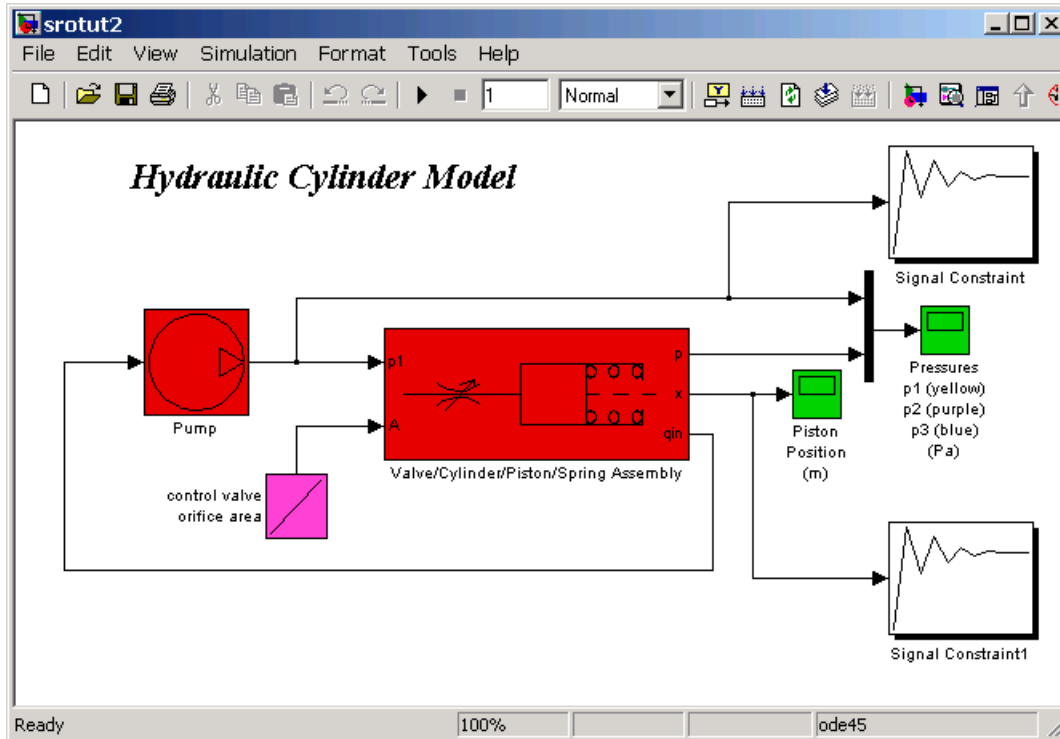 srotut2
File Edit View Simulation Format Tools Help
1 Normal
Hydraulic Cylinder Model
Signal Constraint
Pump
p1
A
p
x
qin
Valve/Cylinder/Piston/Spring Assembly
control valve
orifice area
Piston
Position
(m)
Pressures
p1 (yellow)
p2 (purple)
p3 (blue)
(Pa)
Signal Constraint1
Ready 100% ode45